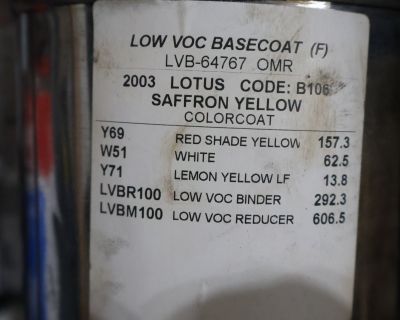 LOW VOC BASECOAT (F)
LVB-64767 OMR
2003 LOTUS CODE: B106
SAFFRON YELLOW
COLORCOAT
Y69 RED SHADE YELLOW 157.3
W51 WHITE 62.5
Y71 LEMON YELLOW LF 13.8
LVBR100 LOW VOC BINDER 292.3
LVBM100 LOW VOC REDUCER 606.5